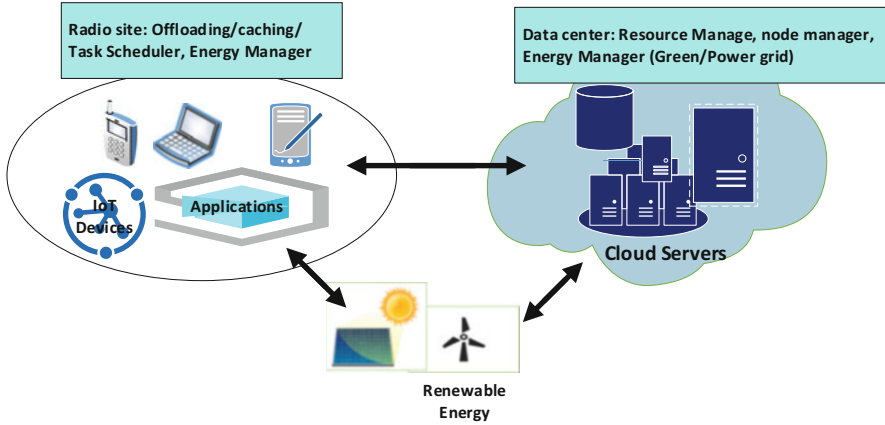 Radio site: Offloading/caching/
Task Scheduler, Energy Manager
Data center: Resource Manage, node manager,
Energy Manager (Green/Power grid)
IoT
Devices
Applications
Cloud Servers
Renewable
Energy